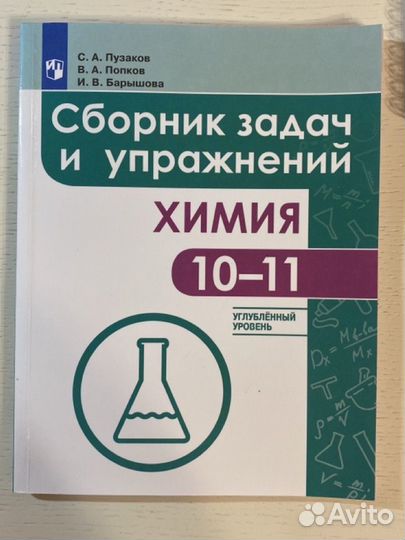 С. А. Пузаков
В. А. Попков
И. В. Барышова
Сборник задач
и упражнений
ХИМИЯ
10–11
УГЛУБЛЁННЫЙ
УРОВЕНЬ
Avito